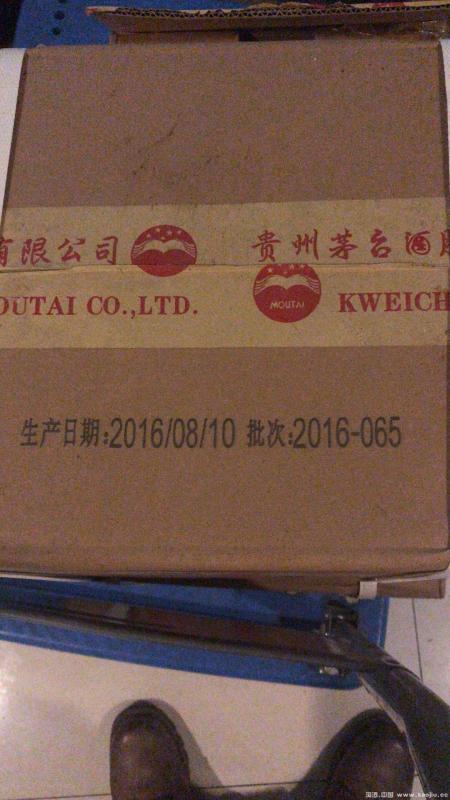 有限公司 贵州茅台酒股
OUTAI CO.,LTD. MOUTAI KWEICH
生产日期:2016/08/10 批次:2016-065